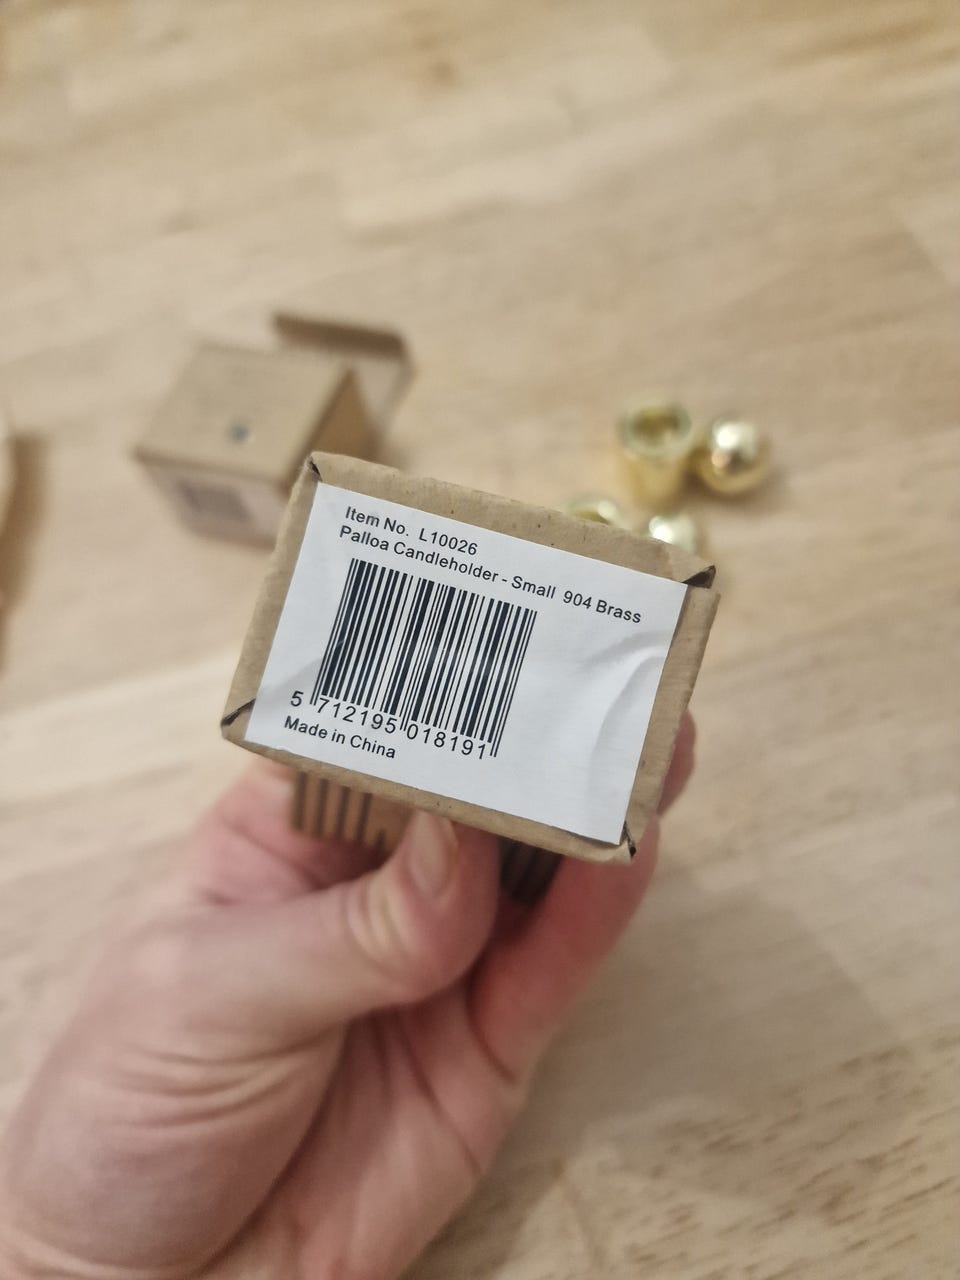 Item No. L10026
Palloa Candleholder - Small 904 Brass
5 712195 018191
Made in China